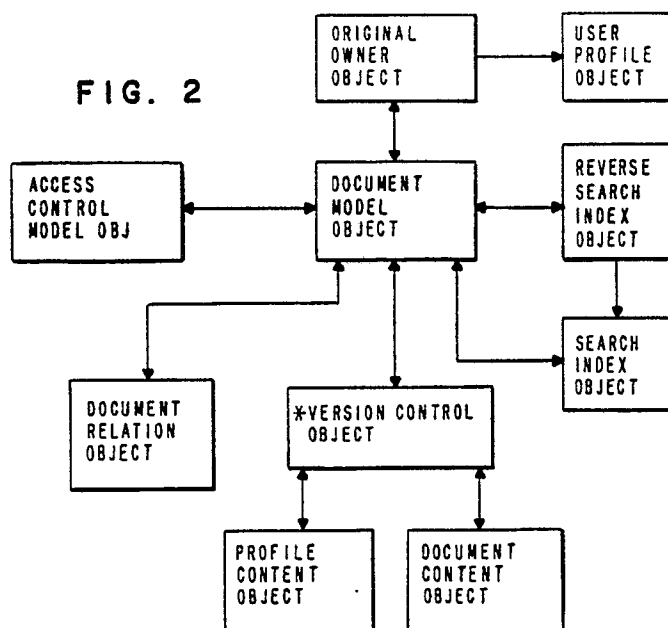 ORIGINAL
OWNER
OBJECT
USER
PROFILE
OBJECT
FIG. 2
ACCESS
CONTROL
MODEL OBJ
DOCUMENT
MODEL
OBJECT
REVERSE
SEARCH
INDEX
OBJECT
SEARCH
INDEX
OBJECT
DOCUMENT
RELATION
OBJECT
*VERSION CONTROL
OBJECT
PROFILE
CONTENT
OBJECT
DOCUMENT
CONTENT
OBJECT